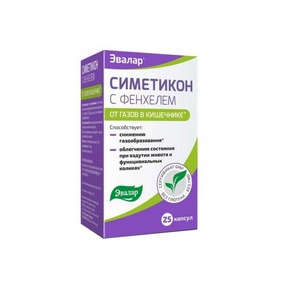 Эвалар®
СИМЕТИКОН
С ФЕНХЕЛЕМ
ОТ ГАЗОВ В КИШЕЧНИКЕ*
Способствует:
• снижению
газообразования*
• облегчению состояния
при вздутии живота и
функциональных
коликах*
Эвалар
25 капсул